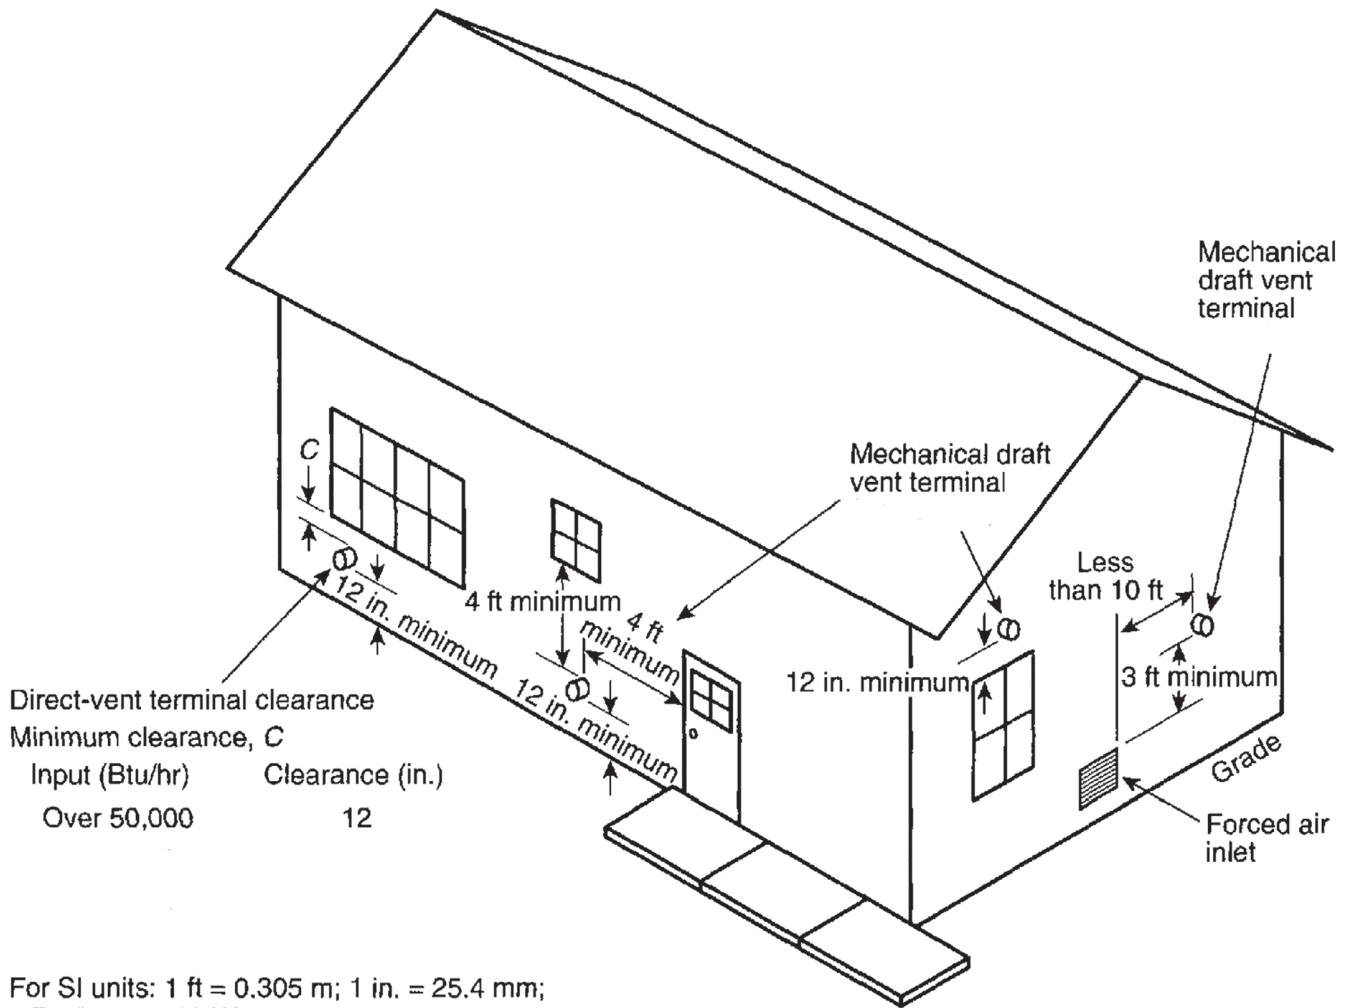 Mechanical
draft vent
terminal
Mechanical draft
vent terminal
C
Less
than 10 ft
4 ft minimum
4 ft
minimum
12 in. minimum
12 in. minimum
12 in. minimum
3 ft minimum
Direct-vent terminal clearance
Minimum clearance, C
Input (Btu/hr) Clearance (in.)
Over 50,000 12
Grade
Forced air
inlet
For SI units: 1 ft = 0.305 m; 1 in. = 25.4 mm;